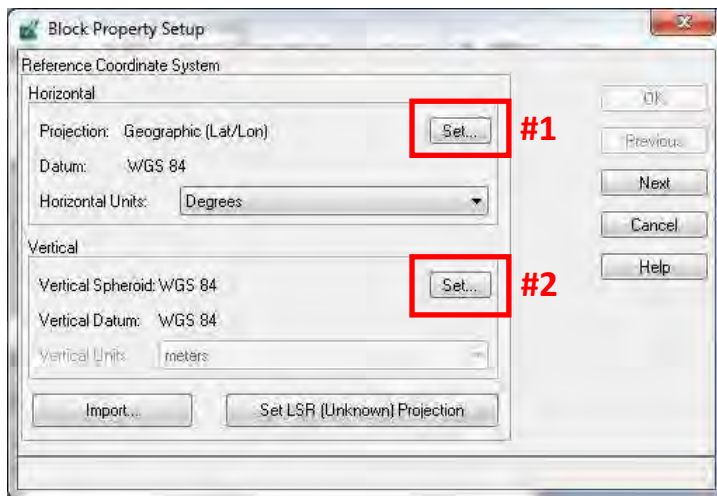 Block Property Setup
Reference Coordinate System
Horizontal
Projection: Geographic (Lat/Lon) Set... #1
Datum: WGS 84
Horizontal Units: Degrees
Vertical
Vertical Spheroid: WGS 84 Set... #2
Vertical Datum: WGS 84
Vertical Units meters
Import... Set LSR (Unknown) Projection
OK
Previous
Next
Cancel
Help